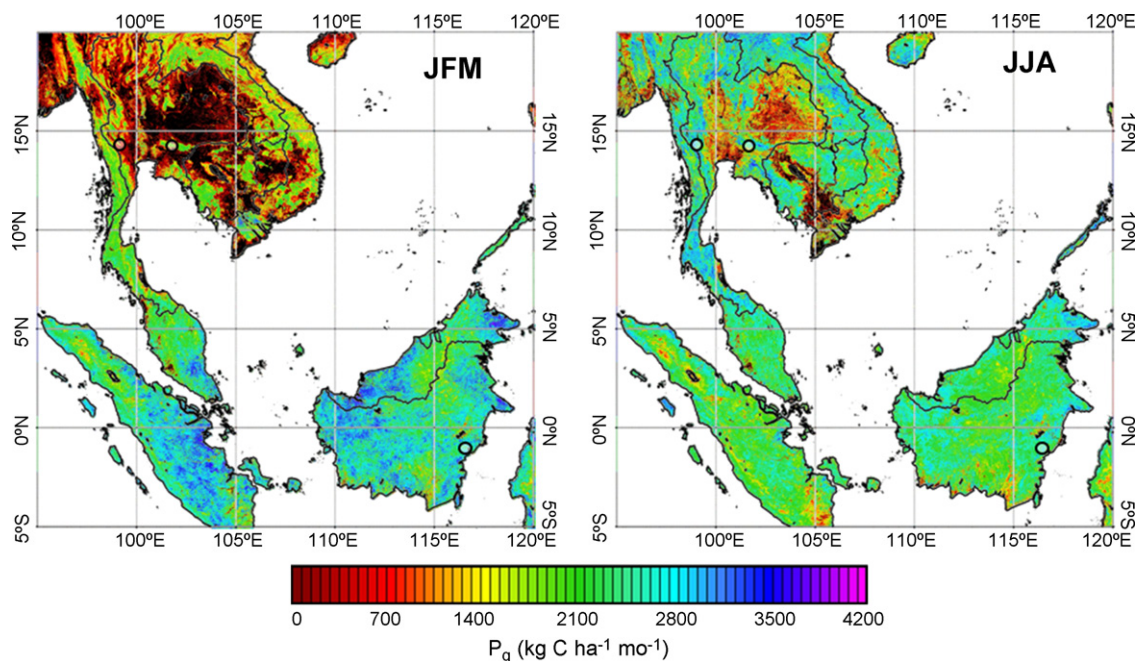 100ºE 105ºE 110ºE 115ºE 120ºE 100ºE 105ºE 110ºE 115ºE 120ºE
JFM
JJA
15ºN 15ºN 15ºN 15ºN
10ºN 10ºN 10ºN 10ºN
5ºN 5ºN 5ºN 5ºN
0ºN 0ºN 0ºN 0ºN
5ºS 5ºS 5ºS 5ºS
100ºE 105ºE 110ºE 115ºE 120ºE 100ºE 105ºE 110ºE 115ºE 120ºE
0 700 1400 2100 2800 3500 4200
Pg (kg C ha-1 mo-1)